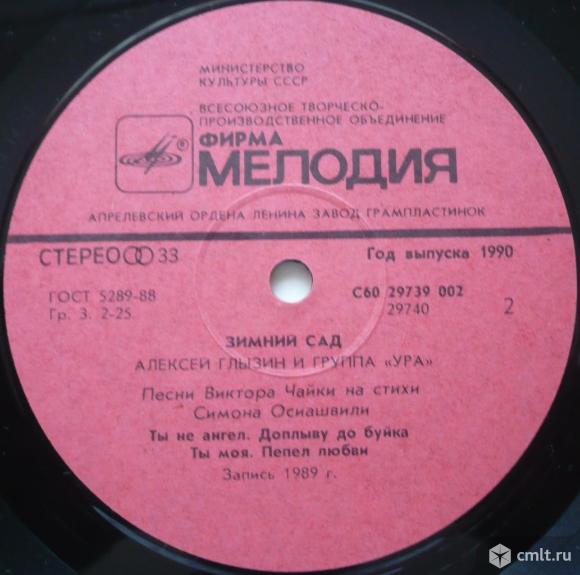 МИНИСТЕРСТВО
КУЛЬТУРЫ СССР
ВСЕСОЮЗНОЕ ТВОРЧЕСКО-
ПРОИЗВОДСТВЕННОЕ ОБЪЕДИНЕНИЕ
ФИРМА
® МЕЛОДИЯ
АПРЕЛЕВСКИЙ ОРДЕНА ЛЕНИНА ЗАВОД ГРАМПЛАСТИНОК
СТЕРЕО 33
Год выпуска 1990
ГОСТ 5289-88
Гр. 3. 2-25
С60 29739 002
29740
2
ЗИМНИЙ САД
АЛЕКСЕЙ ГЛЫЗИН И ГРУППА «УРА»
Песни Виктора Чайки на стихи
Симона Осиашвили
Ты не ангел. Доплыву до буйка
Ты моя. Пепел любви
Запись 1989 г.
cmlt.ru